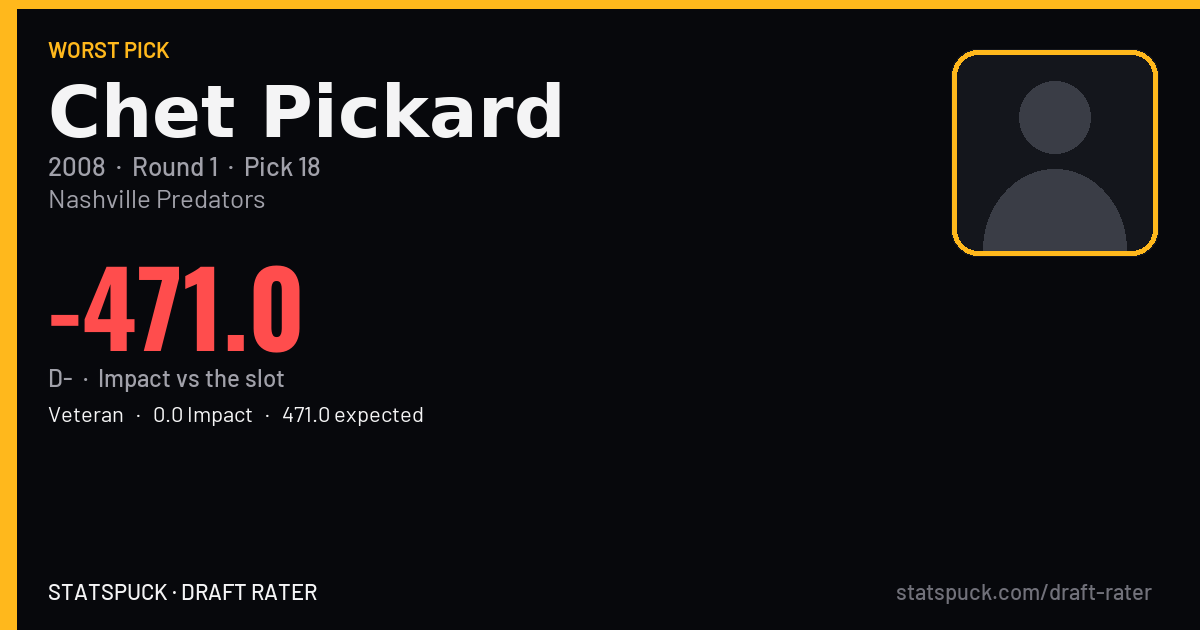 WORST PICK
Chet Pickard
2008 · Round 1 · Pick 18
Nashville Predators
-471.0
D- · Impact vs the slot
Veteran · 0.0 Impact · 471.0 expected
STATSPUCK · DRAFT RATER
statspuck.com/draft-rater